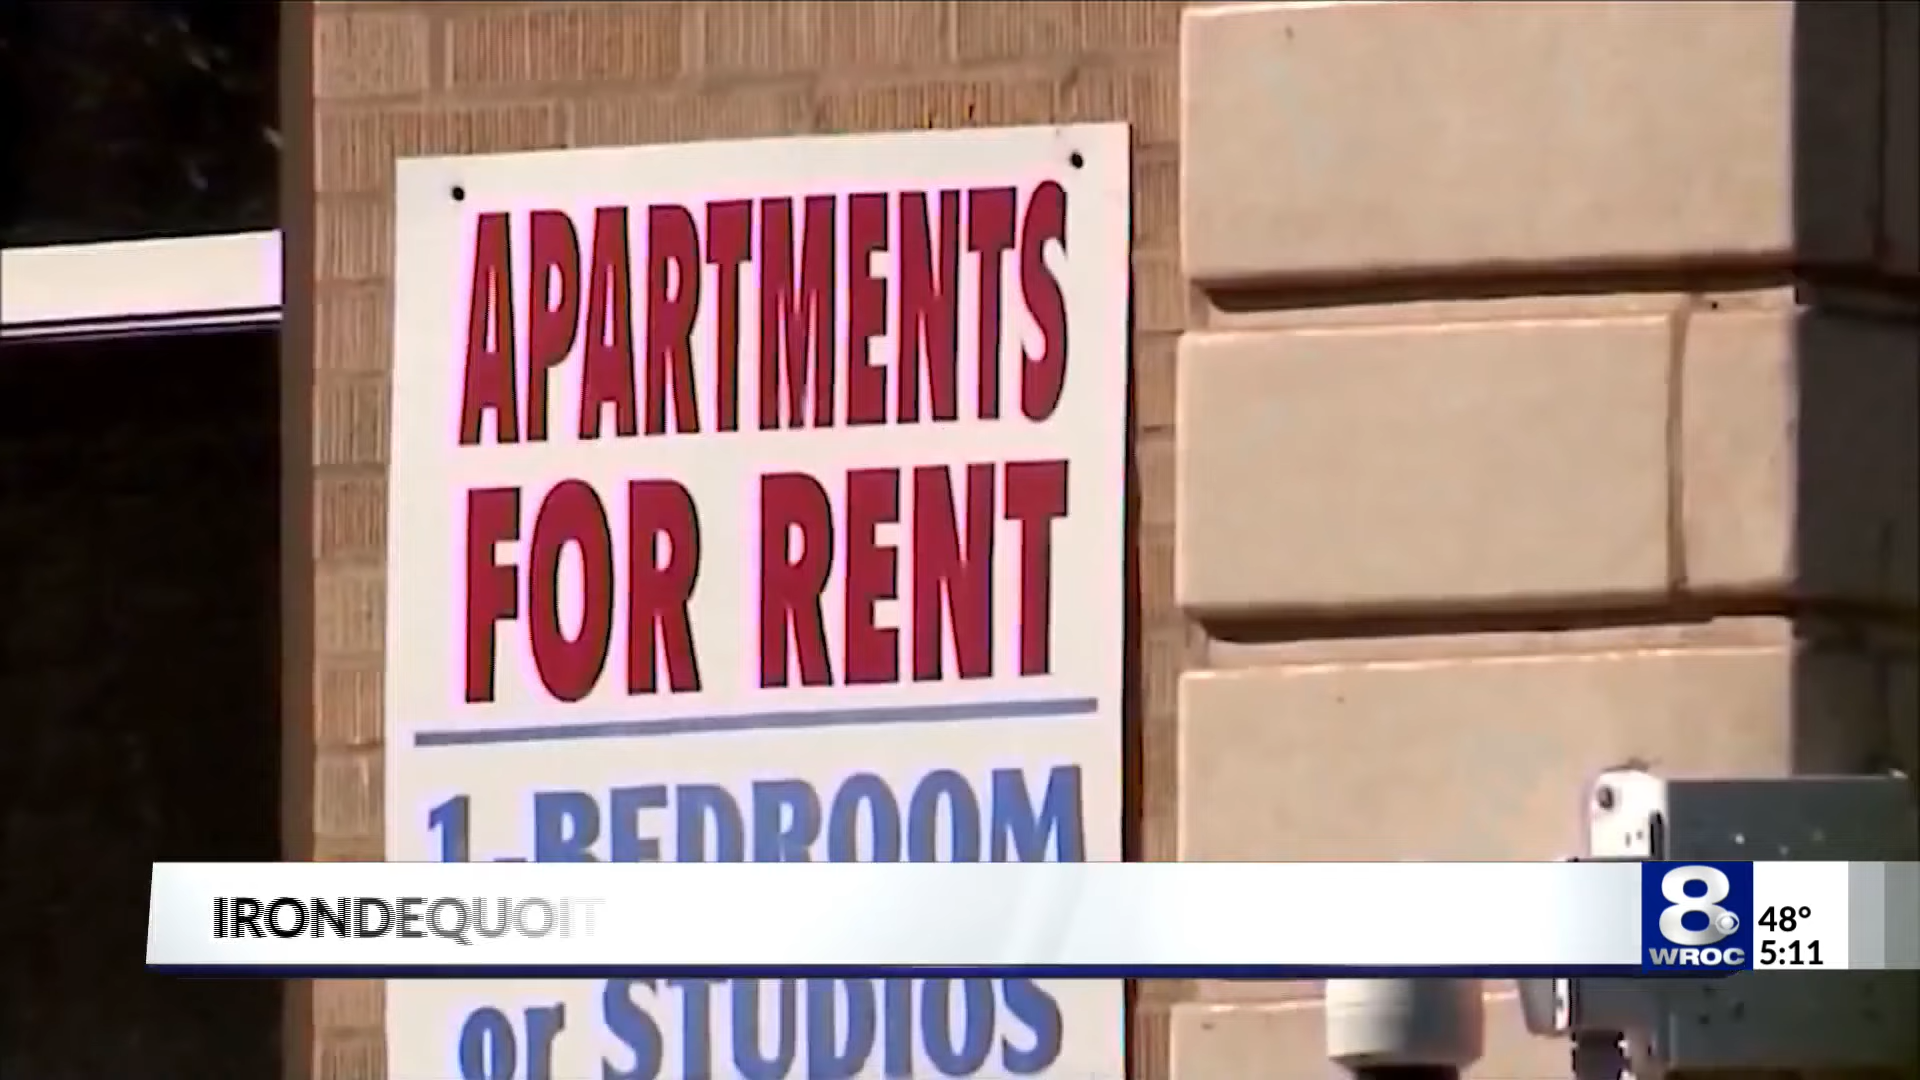 APARTMENTS
FOR RENT
1-BEDROOM
or STUDIOS
IRONDEQUOIT
8
WROC
48°
5:11